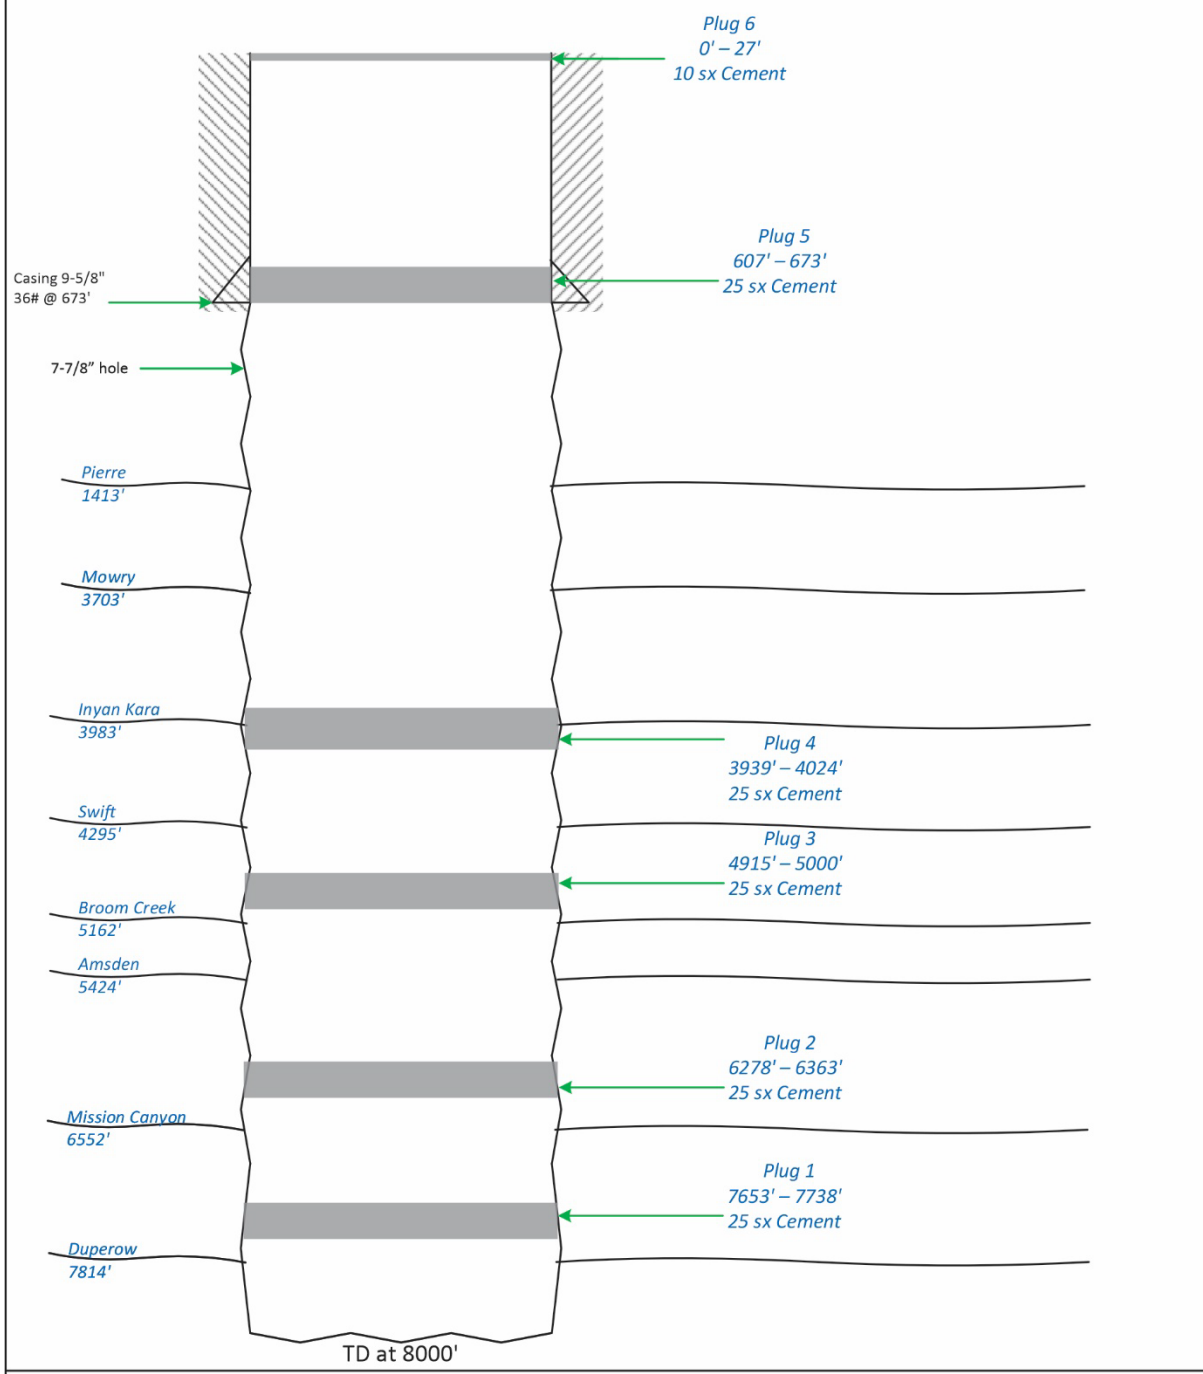 Plug 6
0' – 27'
10 sx Cement
Plug 5
607' – 673'
25 sx Cement
Casing 9-5/8"
36# @ 673'
7-7/8” hole
Pierre
1413'
Mowry
3703'
Inyan Kara
3983'
Plug 4
3939' – 4024'
25 sx Cement
Swift
4295'
Plug 3
4915' – 5000'
25 sx Cement
Broom Creek
5162'
Amsden
5424'
Plug 2
6278' – 6363'
25 sx Cement
Mission Canyon
6552'
Plug 1
7653' – 7738'
25 sx Cement
Duperow
7814'
TD at 8000'